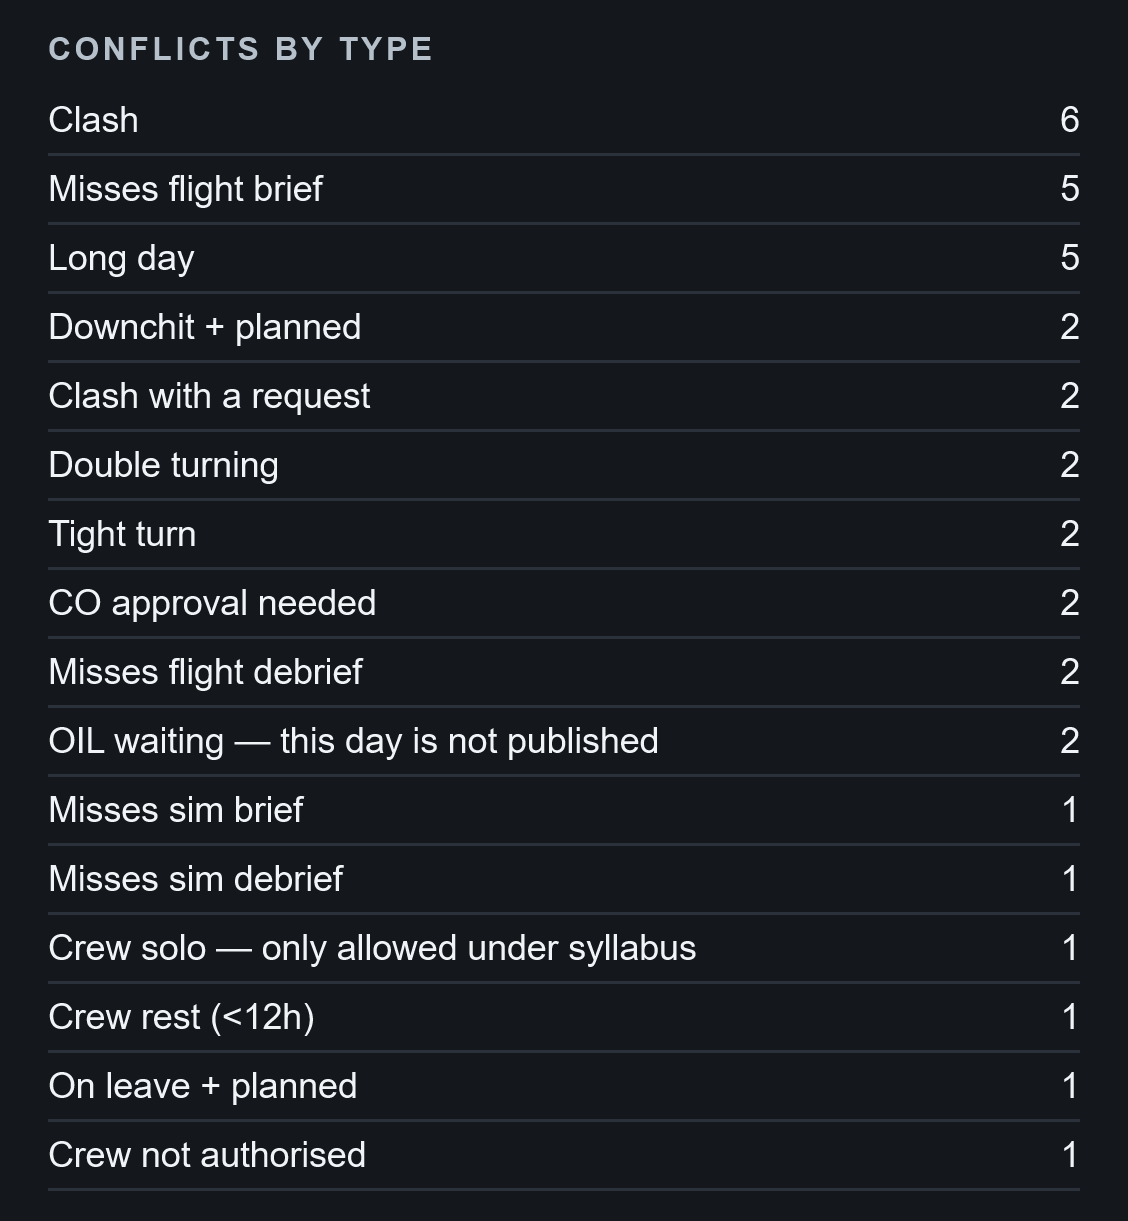 CONFLICTS BY TYPE
Clash 6
Misses flight brief 5
Long day 5
Downchit + planned 2
Clash with a request 2
Double turning 2
Tight turn 2
CO approval needed 2
Misses flight debrief 2
OIL waiting — this day is not published 2
Misses sim brief 1
Misses sim debrief 1
Crew solo — only allowed under syllabus 1
Crew rest (<12h) 1
On leave + planned 1
Crew not authorised 1